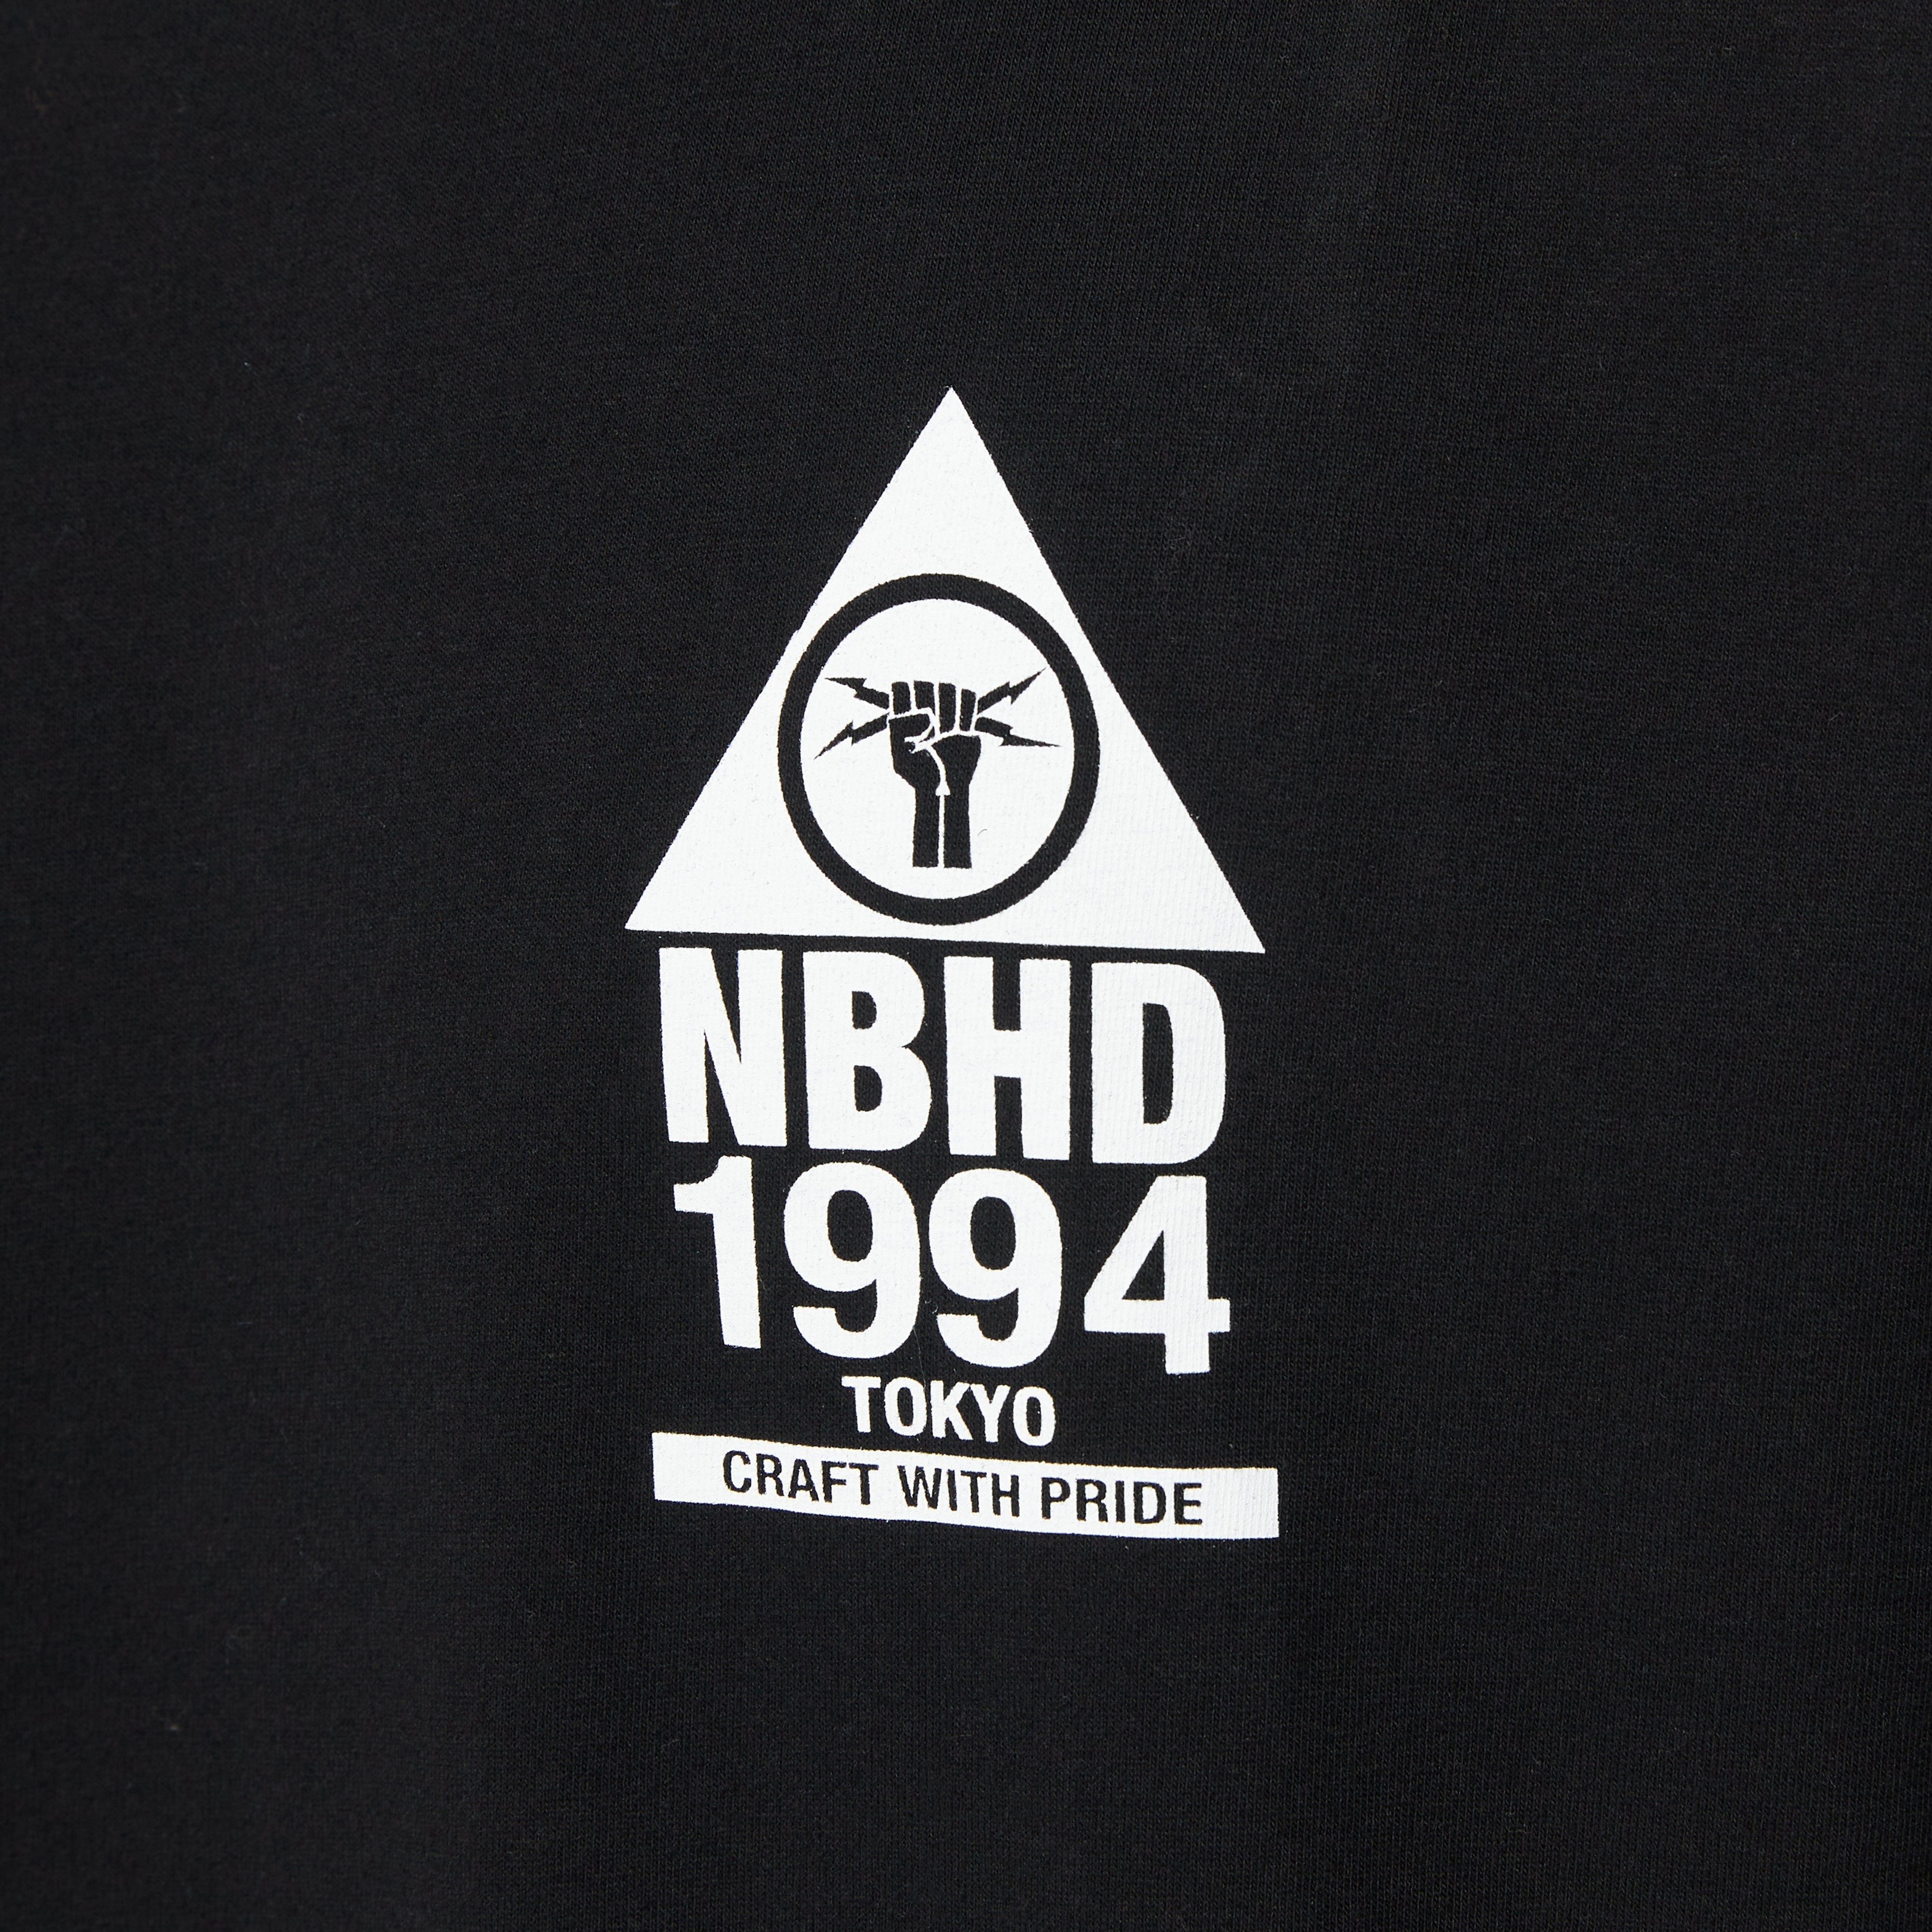 NBHD
1994
TOKYO
CRAFT WITH PRIDE